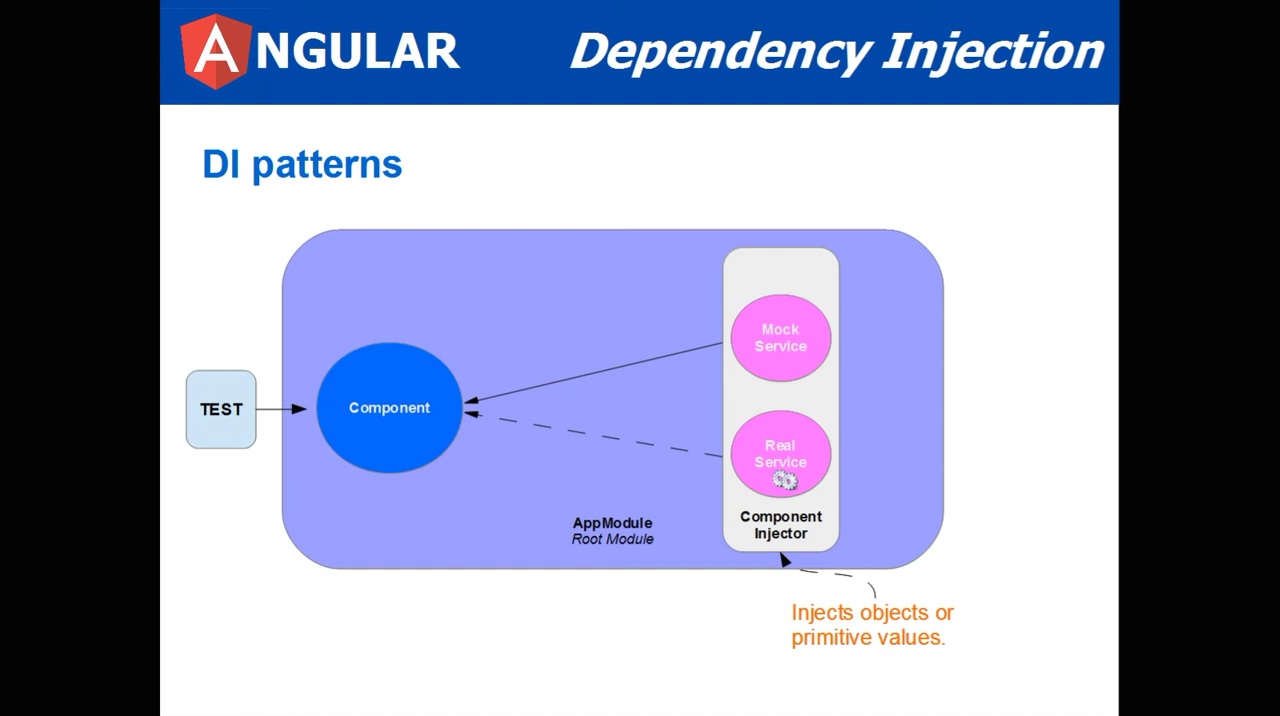 ANGULAR
Dependency Injection
DI patterns
Mock
Service
TEST
Component
Real
Service
Component
Injector
AppModule
Root Module
Injects objects or
primitive values.